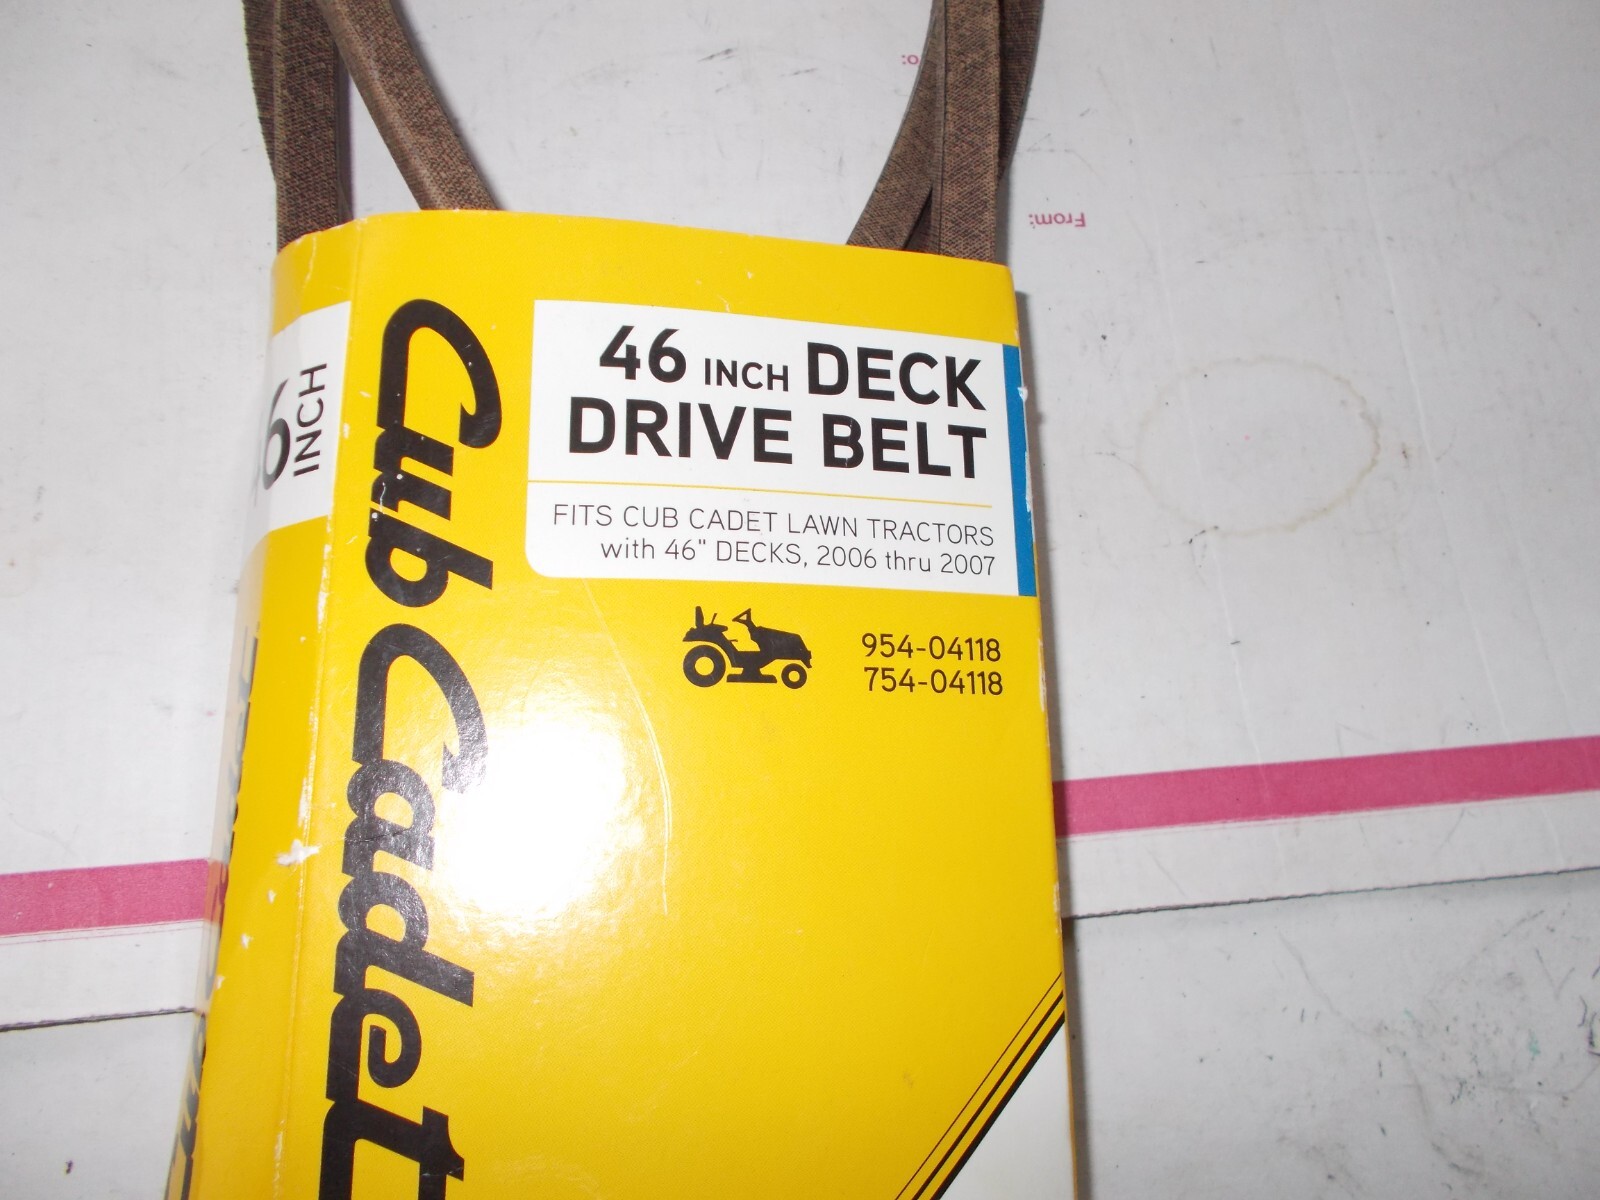 46 INCH DECK
DRIVE BELT
FITS CUB CADET LAWN TRACTORS
with 46" DECKS, 2006 thru 2007
954-04118
754-04118
Cub Cadet
6
INCH
From:
o: